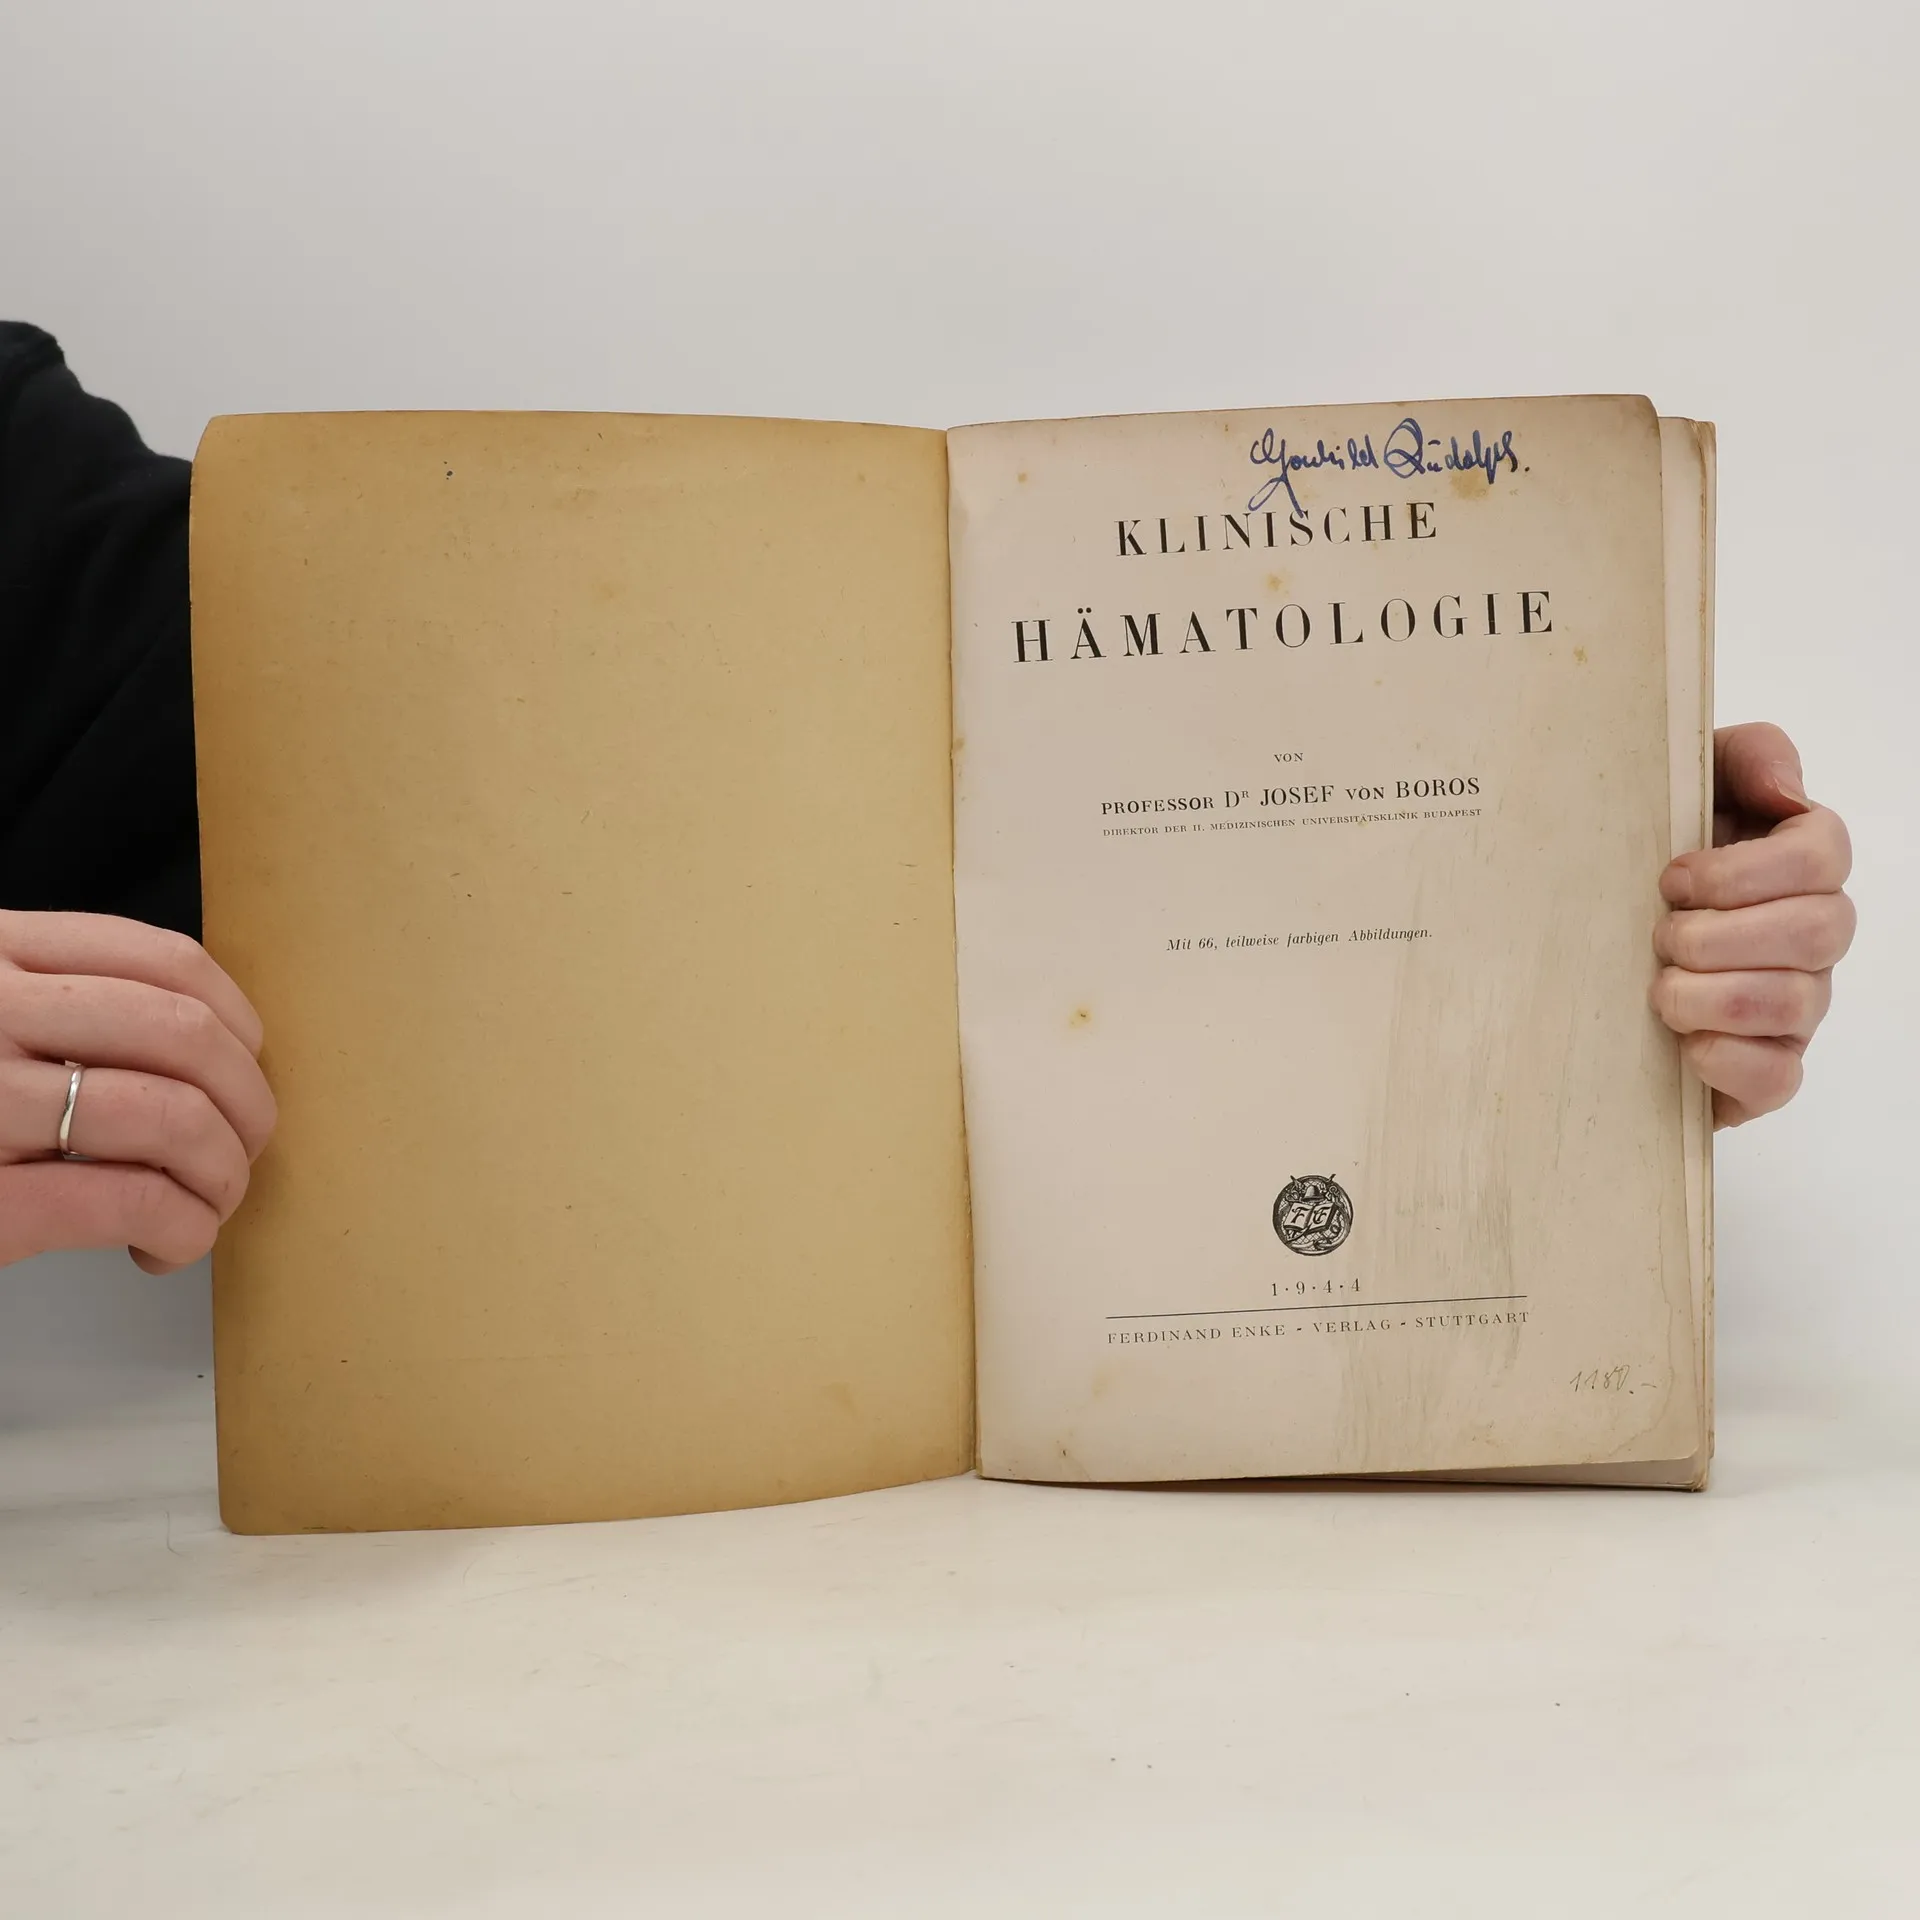 KLINISCHE
HÄMATOLOGIE
VON
PROFESSOR Dᴿ JOSEF VON BOROS
DIREKTOR DER II. MEDIZINISCHEN UNIVERSITÄTSKLINIK BUDAPEST
Mit 66, teilweise farbigen Abbildungen.
F E
1·9·4·4
FERDINAND ENKE - VERLAG - STUTTGART
1180.–